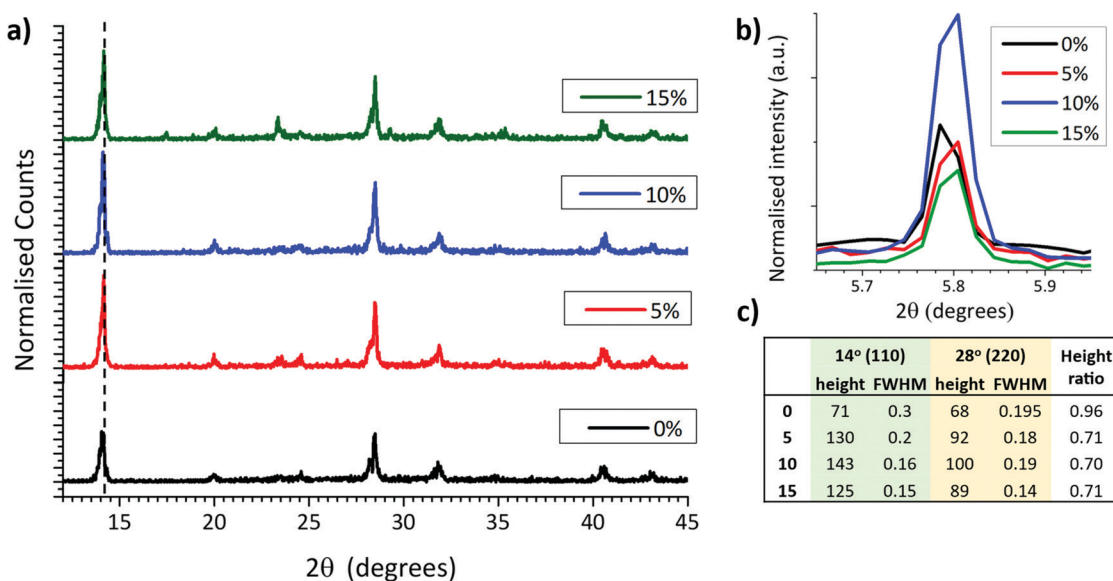 a)
Normalised Counts
15%
10%
5%
0%
15 20 25 30 35 40 45
2θ (degrees)
b)
Normalised intensity (a.u.)
0%
5%
10%
15%
5.7 5.8 5.9
2θ (degrees)
c)
14º (110) 28º (220) Height ratio
height FWHM height FWHM
0 71 0.3 68 0.195 0.96
5 130 0.2 92 0.18 0.71
10 143 0.16 100 0.19 0.70
15 125 0.15 89 0.14 0.71